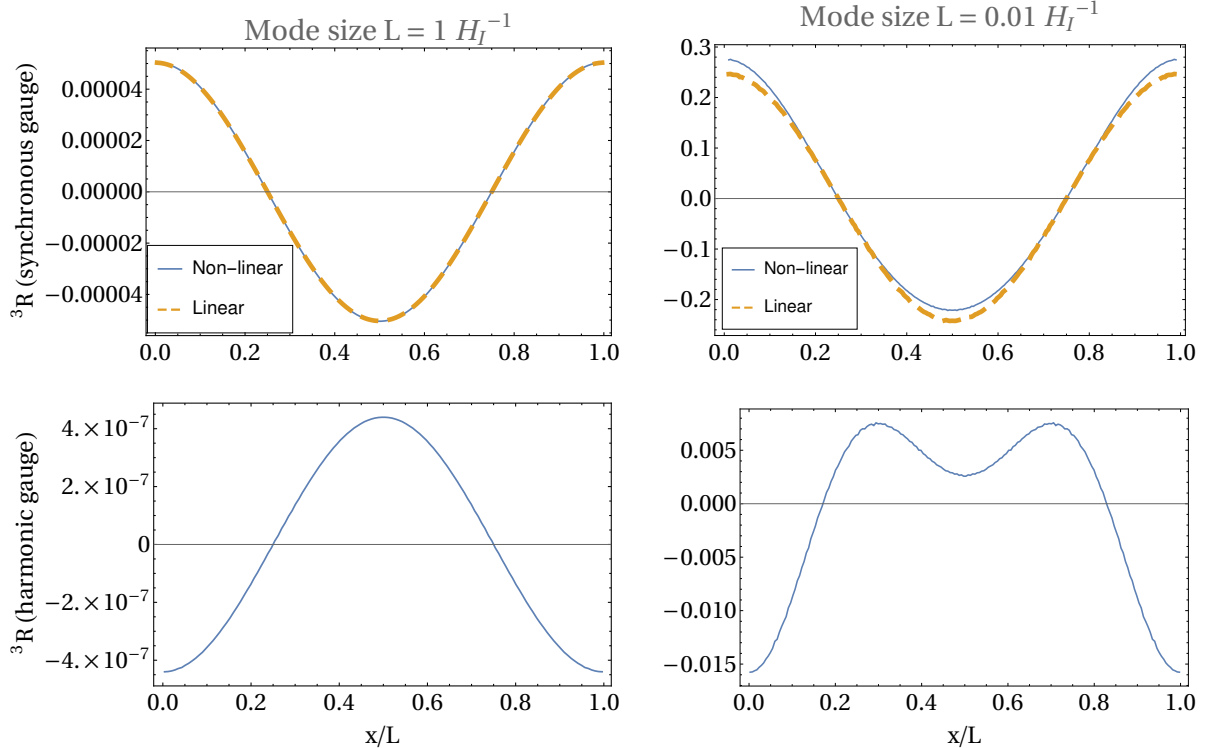 Mode size L = 1 H_I^−1
Mode size L = 0.01 H_I^−1
³R (synchronous gauge)
0.00004
0.00002
0.00000
−0.00002
−0.00004
Non-linear
Linear
0.0 0.2 0.4 0.6 0.8 1.0
0.3
0.2
0.1
0.0
−0.1
−0.2
Non-linear
Linear
0.0 0.2 0.4 0.6 0.8 1.0
³R (harmonic gauge)
4.×10⁻⁷
2.×10⁻⁷
0
−2.×10⁻⁷
−4.×10⁻⁷
0.0 0.2 0.4 0.6 0.8 1.0
x/L
0.005
0.000
−0.005
−0.010
−0.015
0.0 0.2 0.4 0.6 0.8 1.0
x/L